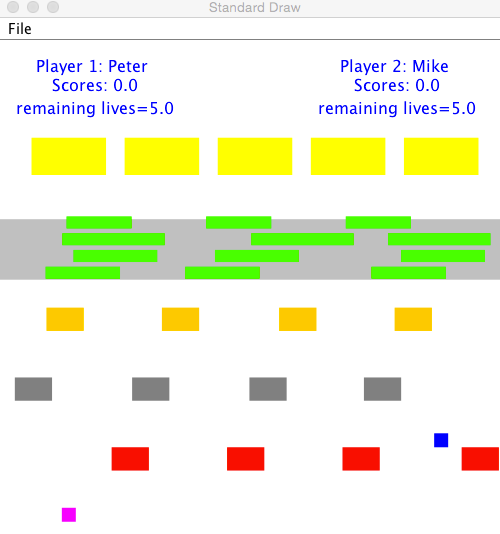 Standard Draw
File
Player 1: Peter
Scores: 0.0
remaining lives=5.0
Player 2: Mike
Scores: 0.0
remaining lives=5.0